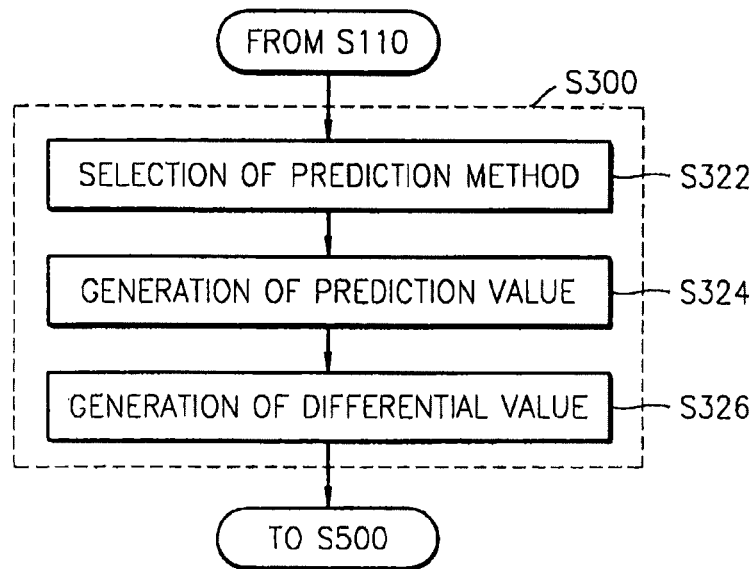 FROM S110
S300
SELECTION OF PREDICTION METHOD
S322
GENERATION OF PREDICTION VALUE
S324
GENERATION OF DIFFERENTIAL VALUE
S326
TO S500